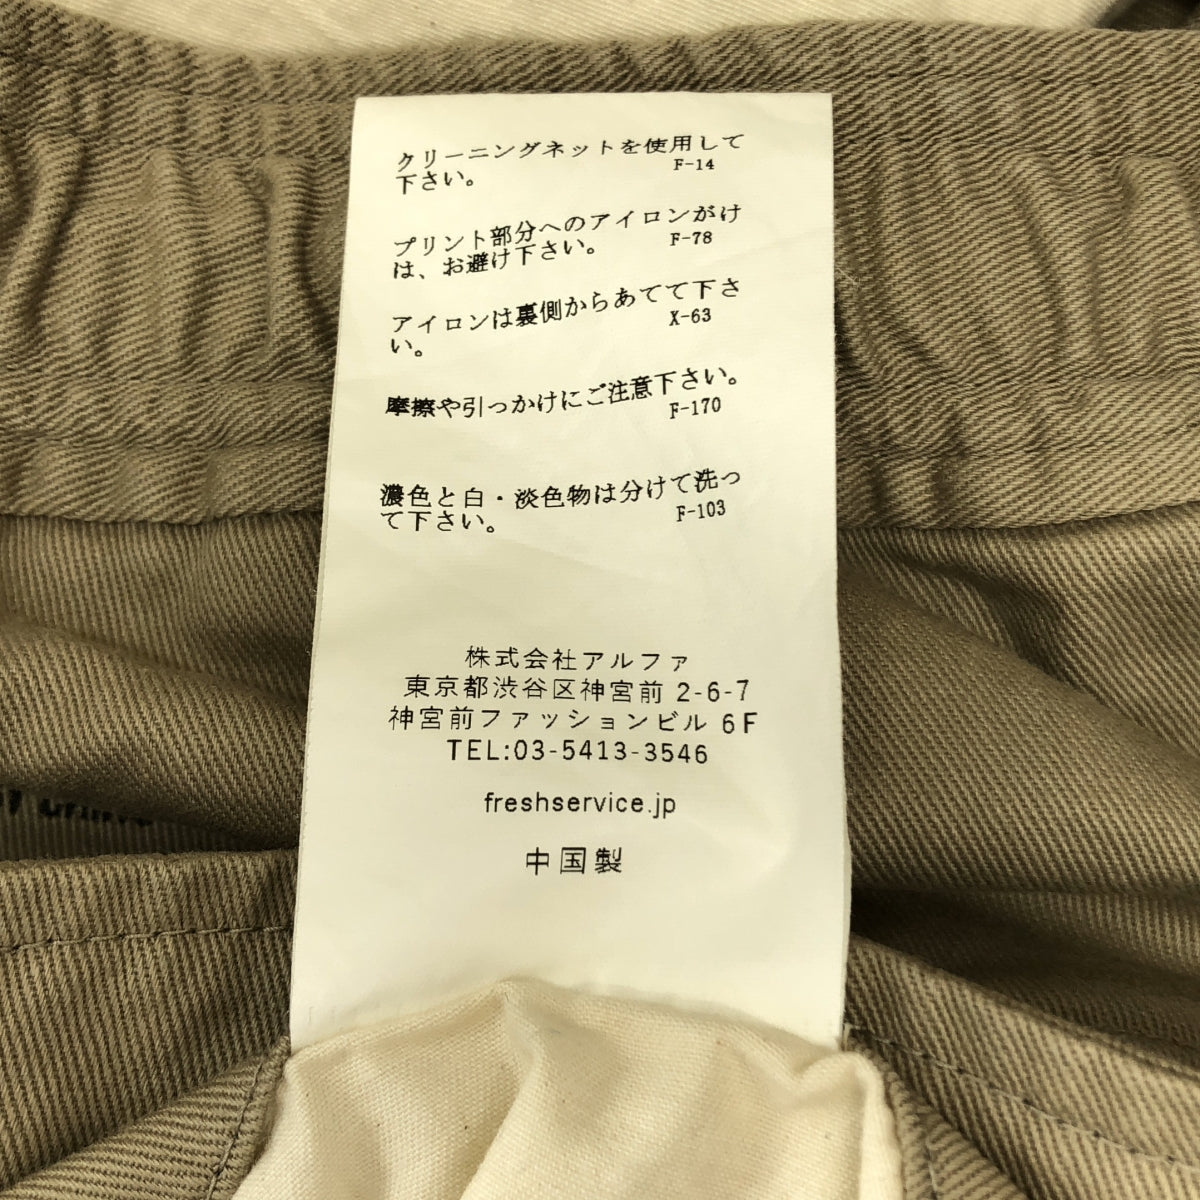 クリーニングネットを使用して
下さい。 F-14
プリント部分へのアイロンがけ
は、お避け下さい。 F-78
アイロンは裏側からあてて下さ
い。 X-63
摩擦や引っかけにご注意下さい。
F-170
濃色と白・淡色物は分けて洗っ
て下さい。 F-103
株式会社アルファ
東京都渋谷区神宮前 2-6-7
神宮前ファッションビル 6F
TEL:03-5413-3546
freshservice.jp
中国製